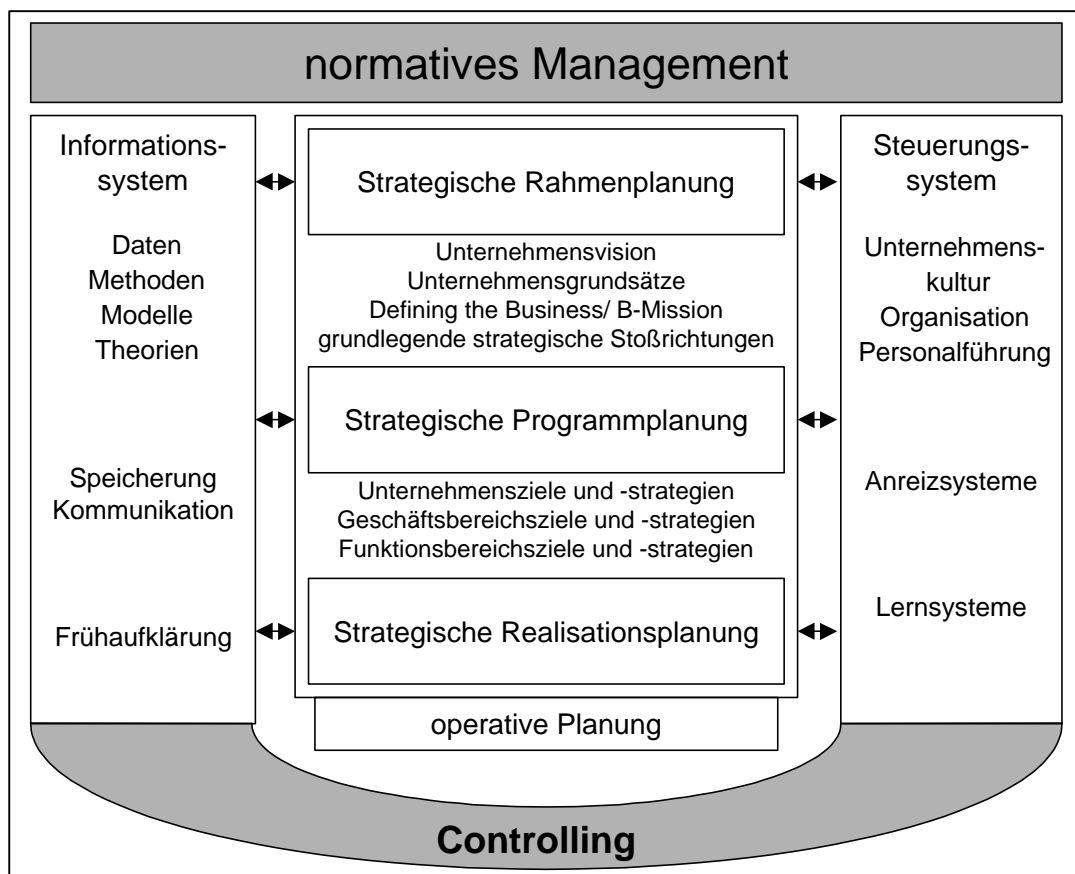 normatives Management
Informations-
system
Daten
Methoden
Modelle
Theorien
Speicherung
Kommunikation
Frühaufklärung
Strategische Rahmenplanung
Unternehmensvision
Unternehmensgrundsätze
Defining the Business/ B-Mission
grundlegende strategische Stoßrichtungen
Strategische Programmplanung
Unternehmensziele und -strategien
Geschäftsbereichsziele und -strategien
Funktionsbereichsziele und -strategien
Strategische Realisationsplanung
operative Planung
Steuerungs-
system
Unternehmens-
kultur
Organisation
Personalführung
Anreizsysteme
Lernsysteme
Controlling